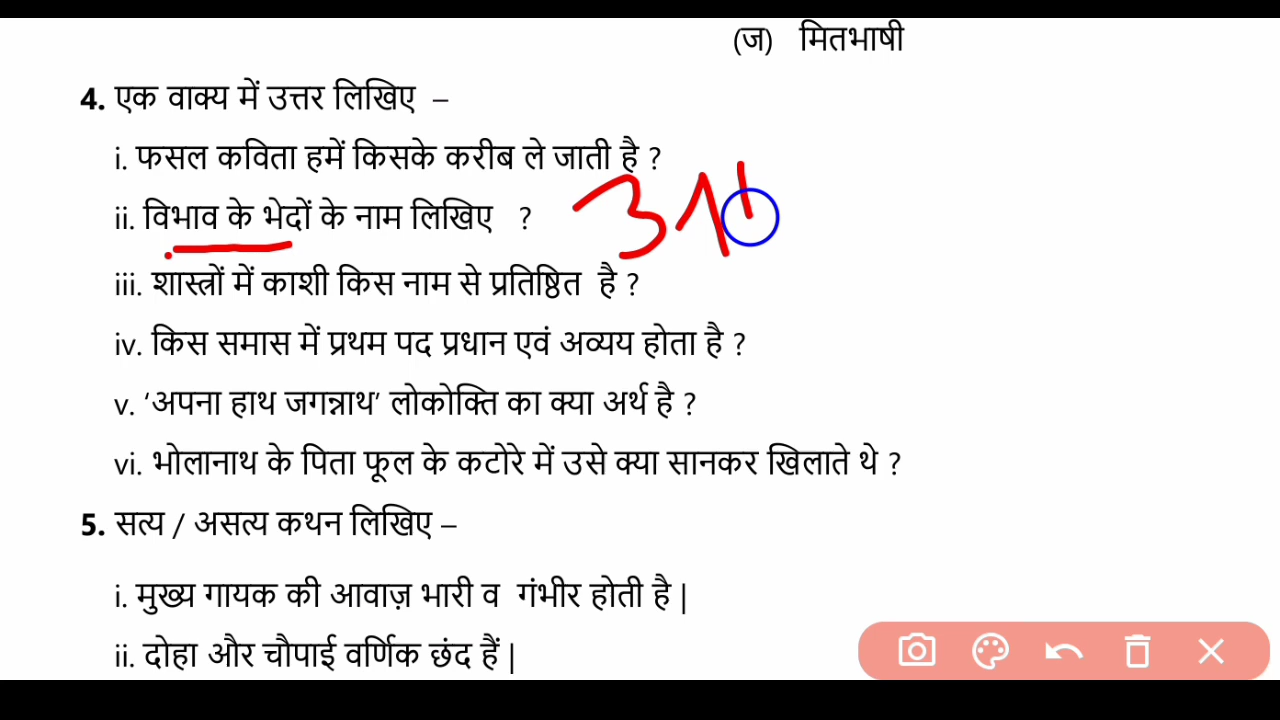 (ज) मितभाषी
4. एक वाक्य में उत्तर लिखिए –
i. फसल कविता हमें किसके करीब ले जाती है ?
ii. विभाव के भेदों के नाम लिखिए ?
iii. शास्त्रों में काशी किस नाम से प्रतिष्ठित है ?
iv. किस समास में प्रथम पद प्रधान एवं अव्यय होता है ?
v. ‘अपना हाथ जगन्नाथ’ लोकोक्ति का क्या अर्थ है ?
vi. भोलानाथ के पिता फूल के कटोरे में उसे क्या सानकर खिलाते थे ?
5. सत्य / असत्य कथन लिखिए –
i. मुख्य गायक की आवाज़ भारी व गंभीर होती है |
ii. दोहा और चौपाई वर्णिक छंद हैं |